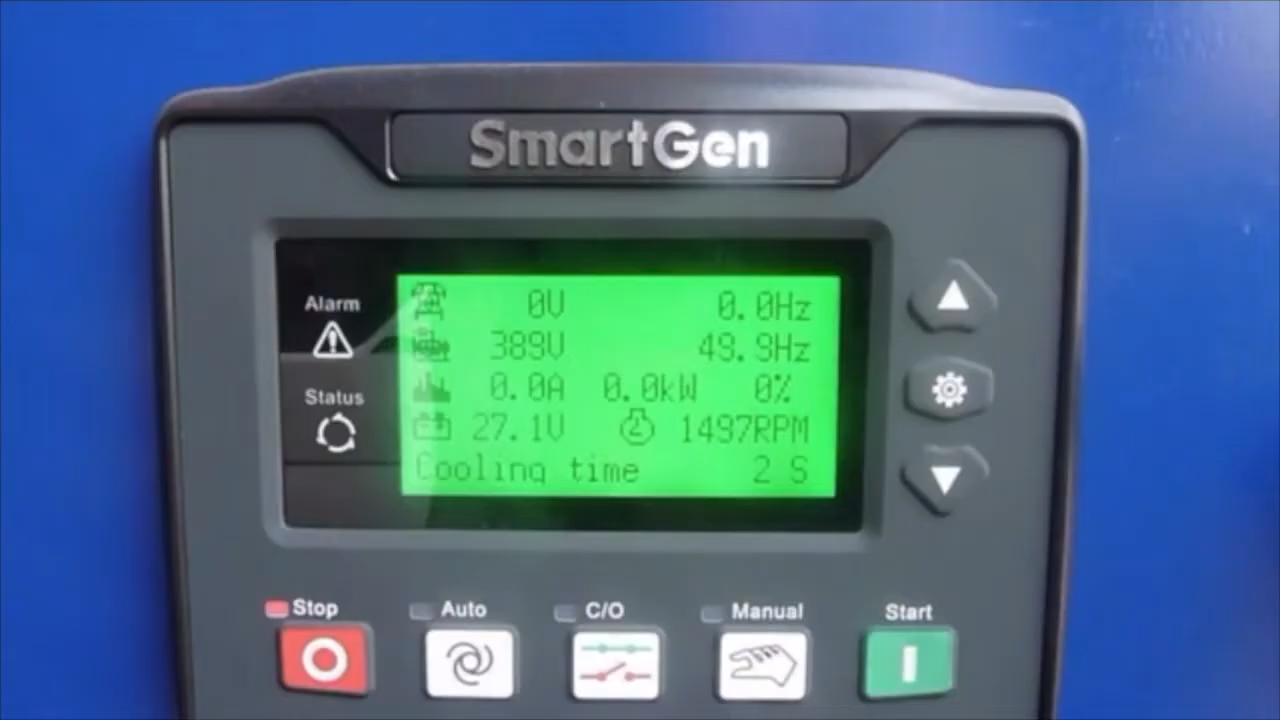 SmartGen
Alarm
Status
0V 0.0Hz
389V 49.9Hz
0.0A 0.0kW 0%
27.1V 1497RPM
Cooling time 2 S
Stop Auto C/O Manual Start